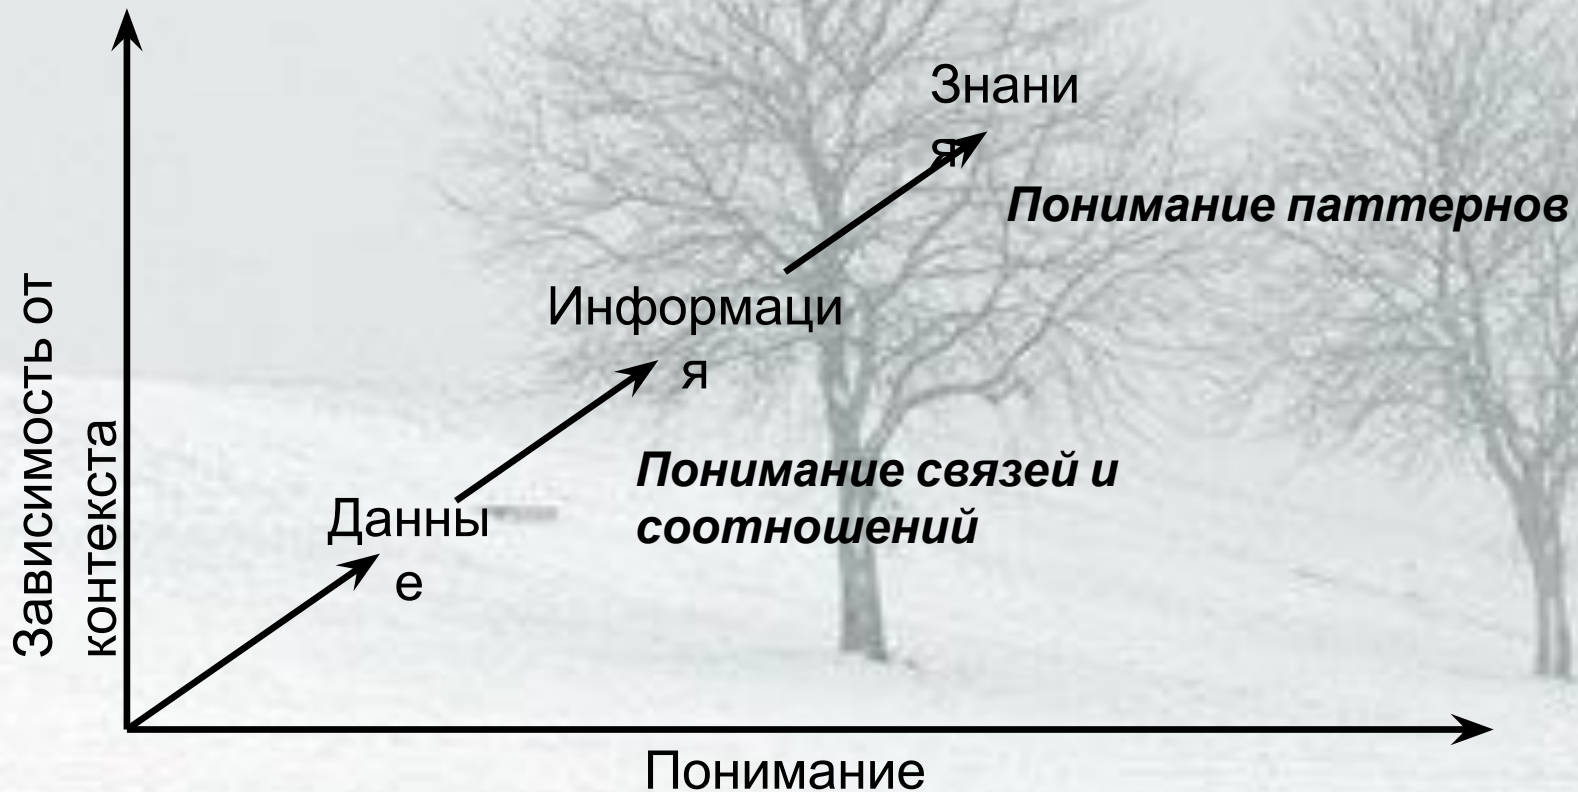 Знани
я
Понимание паттернов
Информаци
я
Понимание связей и
соотношений
Данны
е
Зависимость от
контекста
Понимание